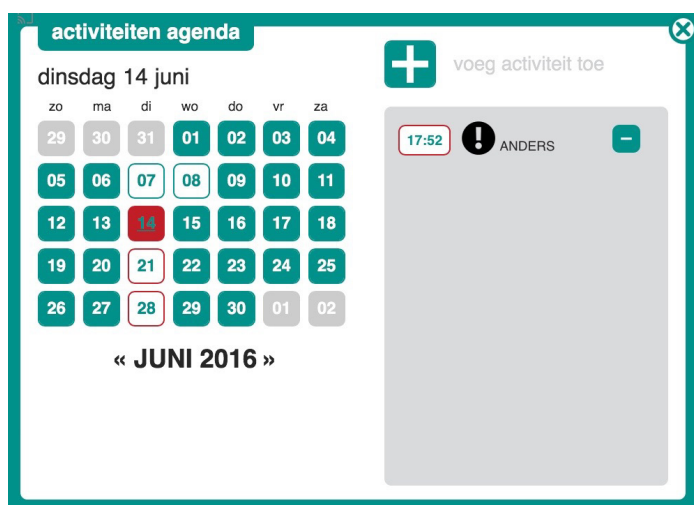 activiteiten agenda
dinsdag 14 juni
zo ma di wo do vr za
29 30 31 01 02 03 04
05 06 07 08 09 10 11
12 13 14 15 16 17 18
19 20 21 22 23 24 25
26 27 28 29 30 01 02
« JUNI 2016 »
voeg activiteit toe
17:52 ANDERS